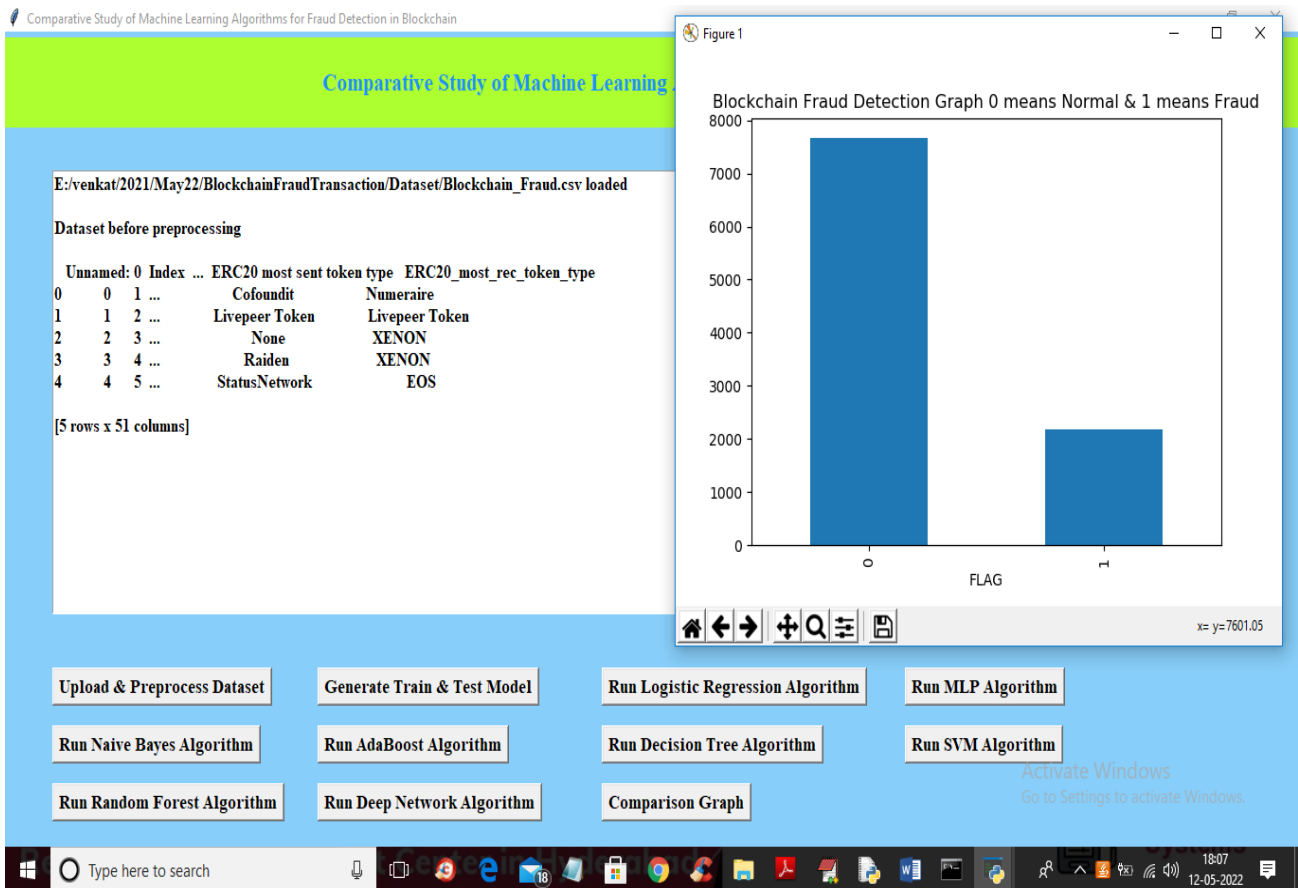 Comparative Study of Machine Learning Algorithms for Fraud Detection in Blockchain
Comparative Study of Machine Learning
E:/venkat/2021/May22/BlockchainFraudTransaction/Dataset/Blockchain_Fraud.csv loaded
Dataset before preprocessing
Unnamed: 0 Index ... ERC20 most sent token type ERC20_most_rec_token_type
0 0 1 ... Cofoundit Numeraire
1 1 2 ... Livepeer Token Livepeer Token
2 2 3 ... None XENON
3 3 4 ... Raiden XENON
4 4 5 ... StatusNetwork EOS
[5 rows x 51 columns]
Figure 1
Blockchain Fraud Detection Graph 0 means Normal & 1 means Fraud
8000
7000
6000
5000
4000
3000
2000
1000
0
0 1
FLAG
x= y=7601.05
Upload & Preprocess Dataset Generate Train & Test Model Run Logistic Regression Algorithm Run MLP Algorithm
Run Naive Bayes Algorithm Run AdaBoost Algorithm Run Decision Tree Algorithm Run SVM Algorithm
Run Random Forest Algorithm Run Deep Network Algorithm Comparison Graph
Activate Windows
Go to Settings to activate Windows.
Type here to search
18
18:07
12-05-2022